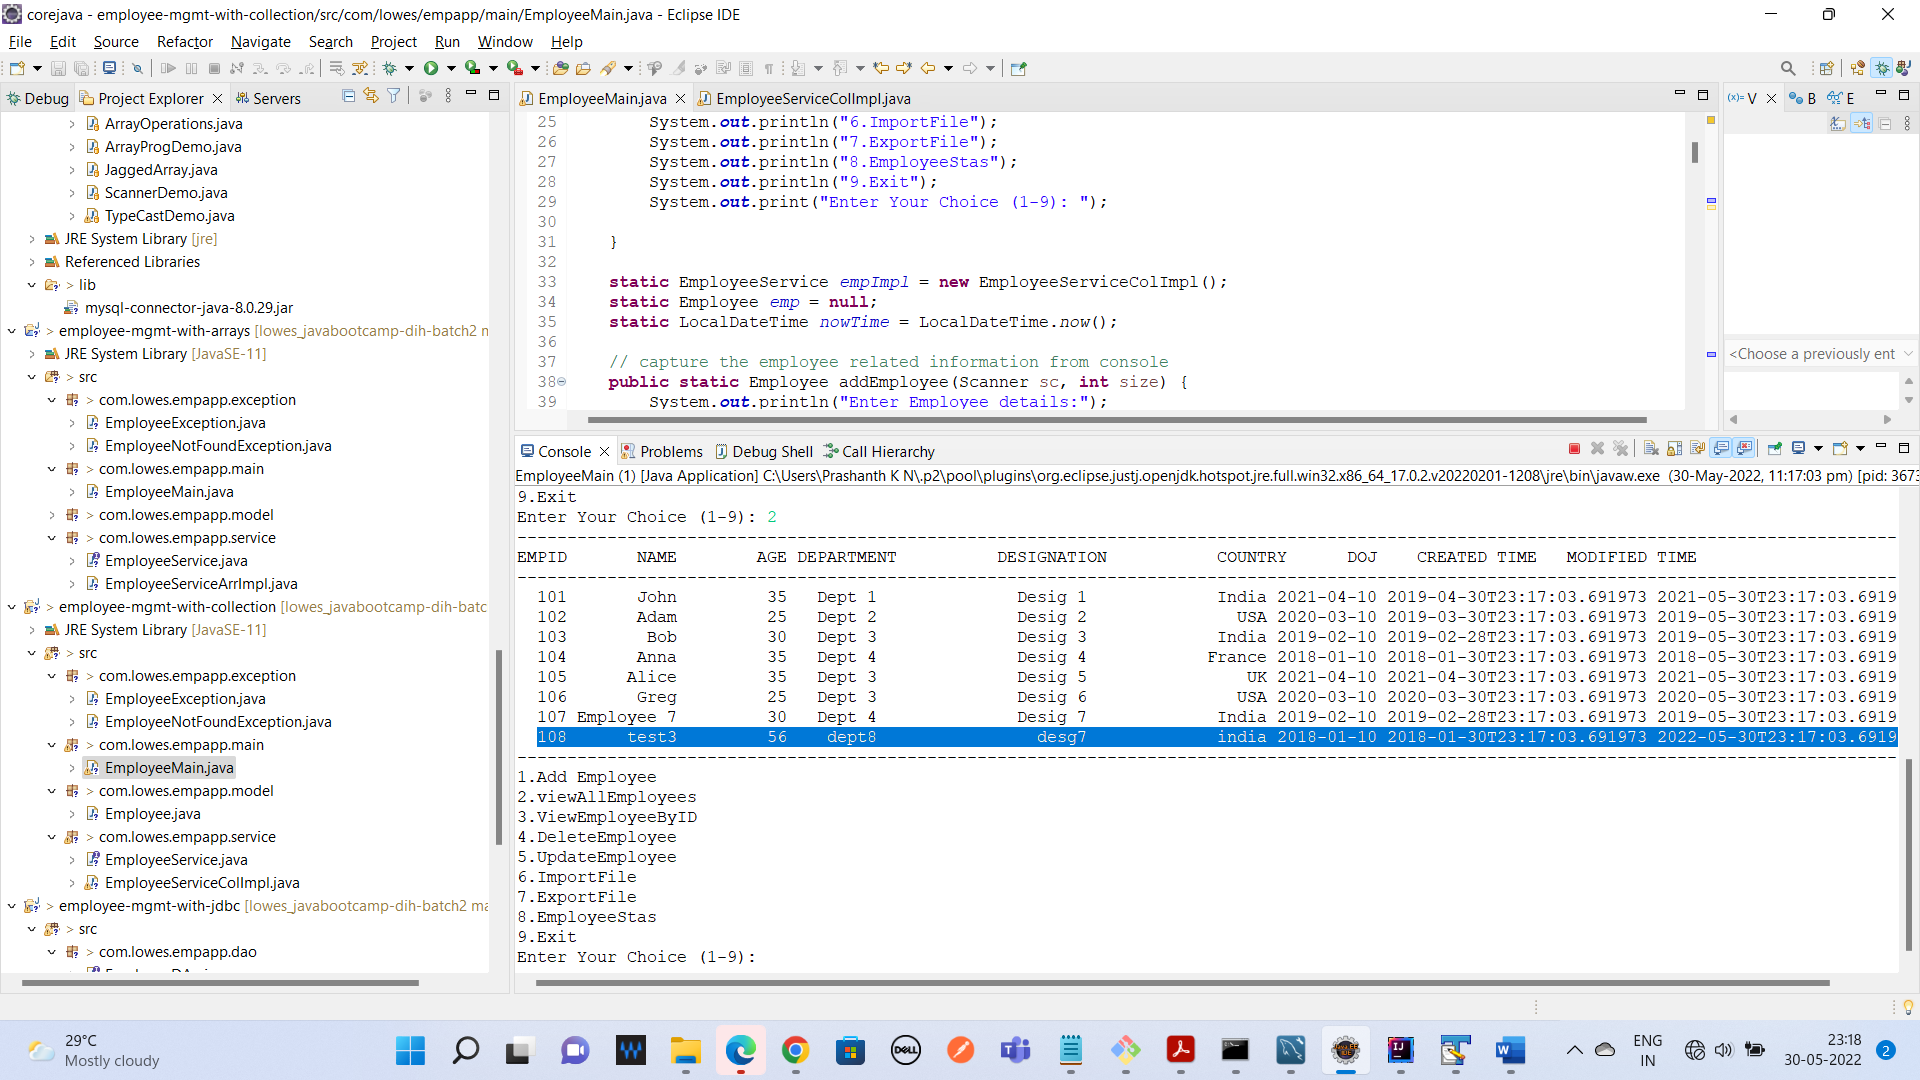 corejava - employee-mgmt-with-collection/src/com/lowes/empapp/main/EmployeeMain.java - Eclipse IDE
File Edit Source Refactor Navigate Search Project Run Window Help
Debug Project Explorer Servers
ArrayOperations.java
ArrayProgDemo.java
JaggedArray.java
ScannerDemo.java
TypeCastDemo.java
JRE System Library [jre]
Referenced Libraries
> lib
mysql-connector-java-8.0.29.jar
> employee-mgmt-with-arrays [lowes_javabootcamp-dih-batch2 m
JRE System Library [JavaSE-11]
> src
> com.lowes.empapp.exception
> EmployeeException.java
> EmployeeNotFoundException.java
> com.lowes.empapp.main
> EmployeeMain.java
> com.lowes.empapp.model
> com.lowes.empapp.service
> EmployeeService.java
> EmployeeServiceArrImpl.java
> employee-mgmt-with-collection [lowes_javabootcamp-dih-batc
JRE System Library [JavaSE-11]
> src
> com.lowes.empapp.exception
> EmployeeException.java
> EmployeeNotFoundException.java
> com.lowes.empapp.main
> EmployeeMain.java
> com.lowes.empapp.model
> Employee.java
> com.lowes.empapp.service
> EmployeeService.java
> EmployeeServiceColImpl.java
> employee-mgmt-with-jdbc [lowes_javabootcamp-dih-batch2 ma
> src
> com.lowes.empapp.dao
EmployeeMain.java EmployeeServiceColImpl.java
25 System.out.println("6.ImportFile");
26 System.out.println("7.ExportFile");
27 System.out.println("8.EmployeeStas");
28 System.out.println("9.Exit");
29 System.out.print("Enter Your Choice (1-9): ");
30
31 }
32
33 static EmployeeService empImpl = new EmployeeServiceColImpl();
34 static Employee emp = null;
35 static LocalDateTime nowTime = LocalDateTime.now();
36
37 // capture the employee related information from console
38 public static Employee addEmployee(Scanner sc, int size) {
39 System.out.println("Enter Employee details:");
V B E
<Choose a previously ent
Console Problems Debug Shell Call Hierarchy
EmployeeMain (1) [Java Application] C:\Users\Prashanth K N\.p2\pool\plugins\org.eclipse.justj.openjdk.hotspot.jre.full.win32.x86_64_17.0.2.v20220201-1208\jre\bin\javaw.exe (30-May-2022, 11:17:03 pm) [pid: 3673
9.Exit
Enter Your Choice (1-9): 2
EMPID NAME AGE DEPARTMENT DESIGNATION COUNTRY DOJ CREATED TIME MODIFIED TIME
101 John 35 Dept 1 Desig 1 India 2021-04-10 2019-04-30T23:17:03.691973 2021-05-30T23:17:03.6919
102 Adam 25 Dept 2 Desig 2 USA 2020-03-10 2019-03-30T23:17:03.691973 2019-05-30T23:17:03.6919
103 Bob 30 Dept 3 Desig 3 India 2019-02-10 2019-02-28T23:17:03.691973 2019-05-30T23:17:03.6919
104 Anna 35 Dept 4 Desig 4 France 2018-01-10 2018-01-30T23:17:03.691973 2018-05-30T23:17:03.6919
105 Alice 35 Dept 3 Desig 5 UK 2021-04-10 2021-04-30T23:17:03.691973 2021-05-30T23:17:03.6919
106 Greg 25 Dept 3 Desig 6 USA 2020-03-10 2020-03-30T23:17:03.691973 2020-05-30T23:17:03.6919
107 Employee 7 30 Dept 4 Desig 7 India 2019-02-10 2019-02-28T23:17:03.691973 2019-05-30T23:17:03.6919
108 test3 56 dept8 desg7 india 2018-01-10 2018-01-30T23:17:03.691973 2022-05-30T23:17:03.6919
1.Add Employee
2.viewAllEmployees
3.ViewEmployeeByID
4.DeleteEmployee
5.UpdateEmployee
6.ImportFile
7.ExportFile
8.EmployeeStas
9.Exit
Enter Your Choice (1-9):
29°C
Mostly cloudy
DELL
ENG
IN
23:18
30-05-2022
2